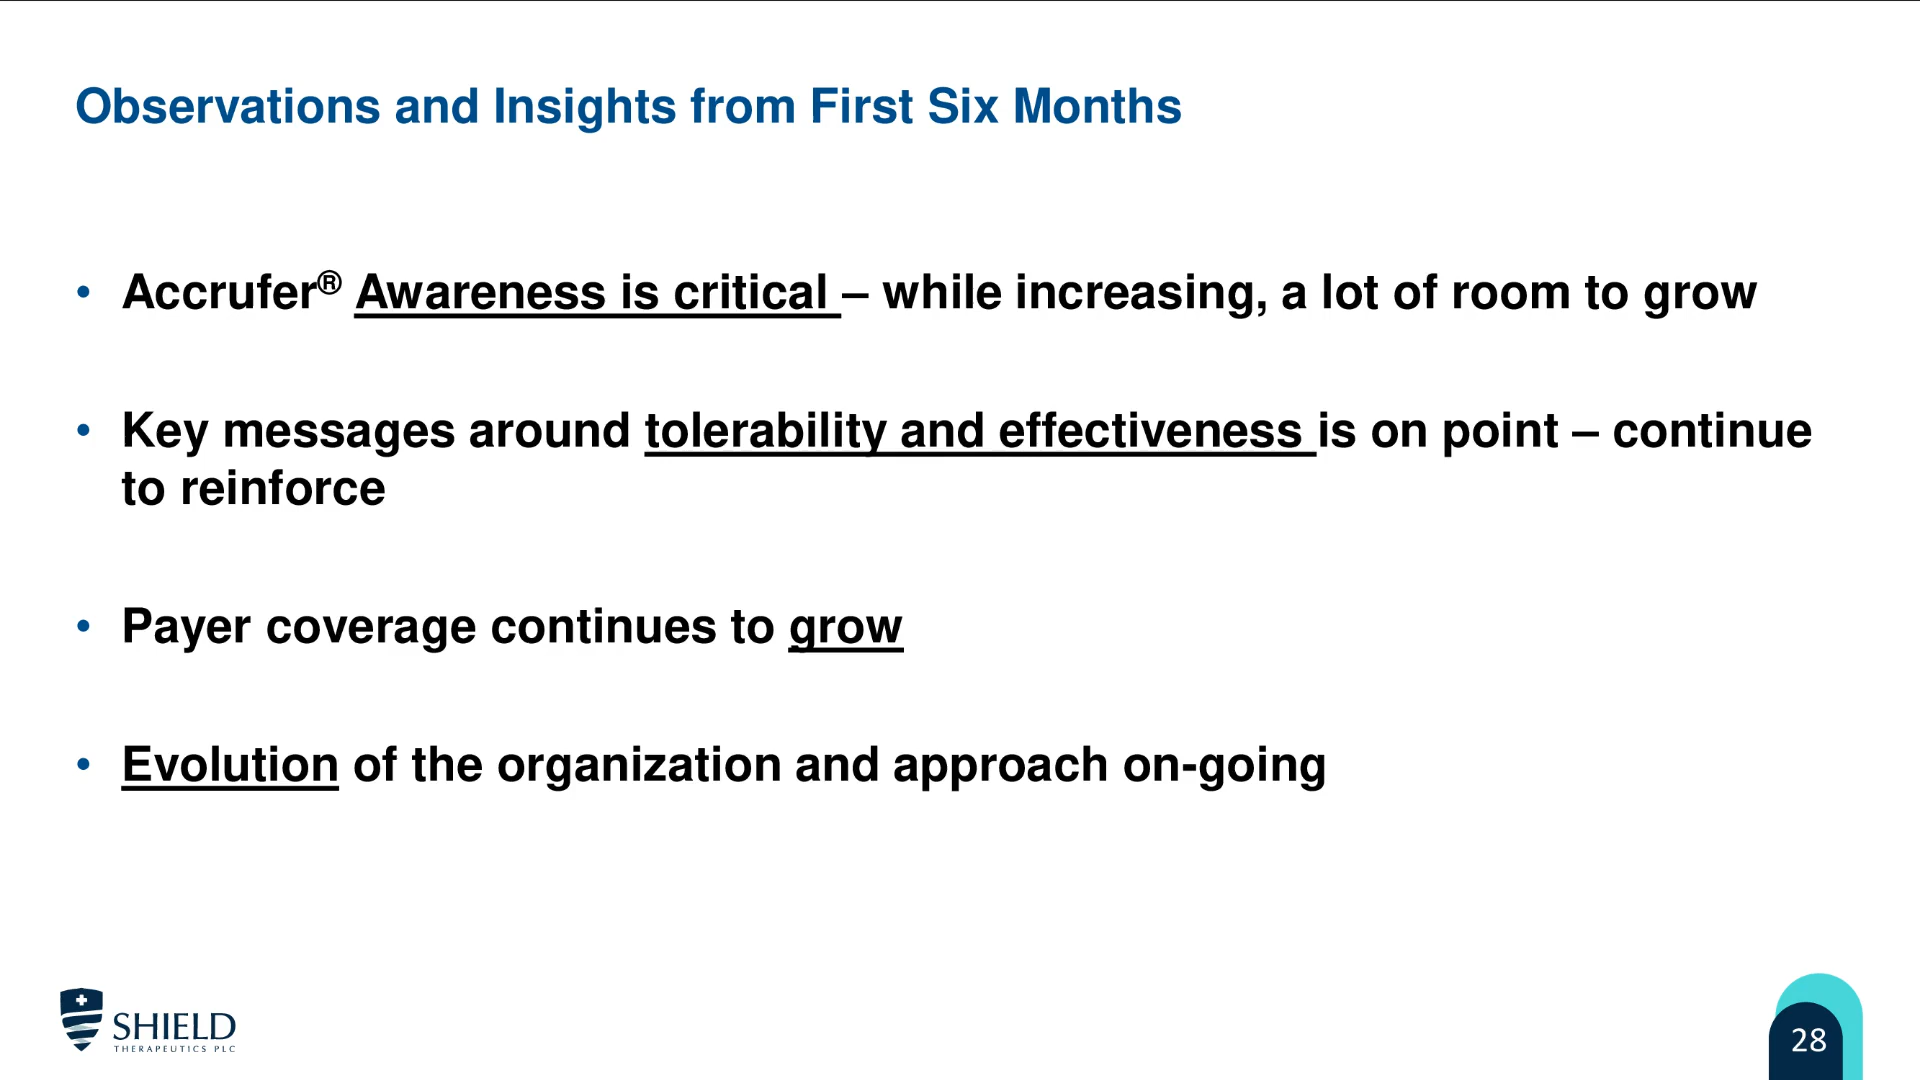 Observations and Insights from First Six Months
• Accrufer® Awareness is critical – while increasing, a lot of room to grow
• Key messages around tolerability and effectiveness is on point – continue
to reinforce
• Payer coverage continues to grow
• Evolution of the organization and approach on-going
SHIELD
THERAPEUTICS PLC
28